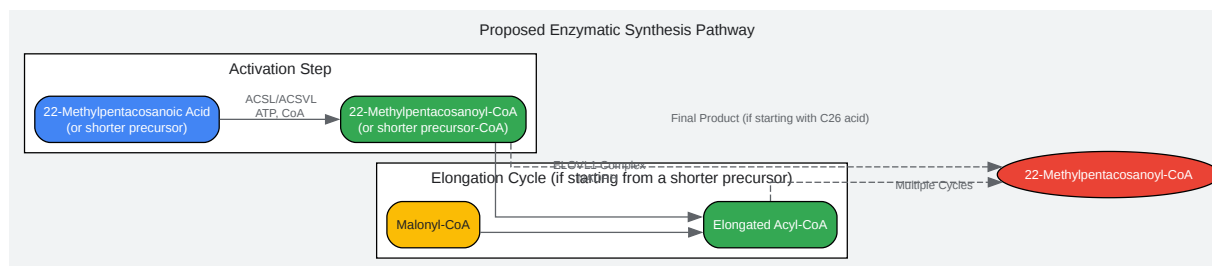 Proposed Enzymatic Synthesis Pathway
Activation Step
22-Methylpentacosanoic Acid
(or shorter precursor)
ACSL/ACSVL
ATP, CoA
22-Methylpentacosanoyl-CoA
(or shorter precursor-CoA)
Final Product (if starting with C26 acid)
ELOVL1 Complex
Elongation Cycle (if starting from a shorter precursor)
Multiple Cycles
22-Methylpentacosanoyl-CoA
Malonyl-CoA
Elongated Acyl-CoA